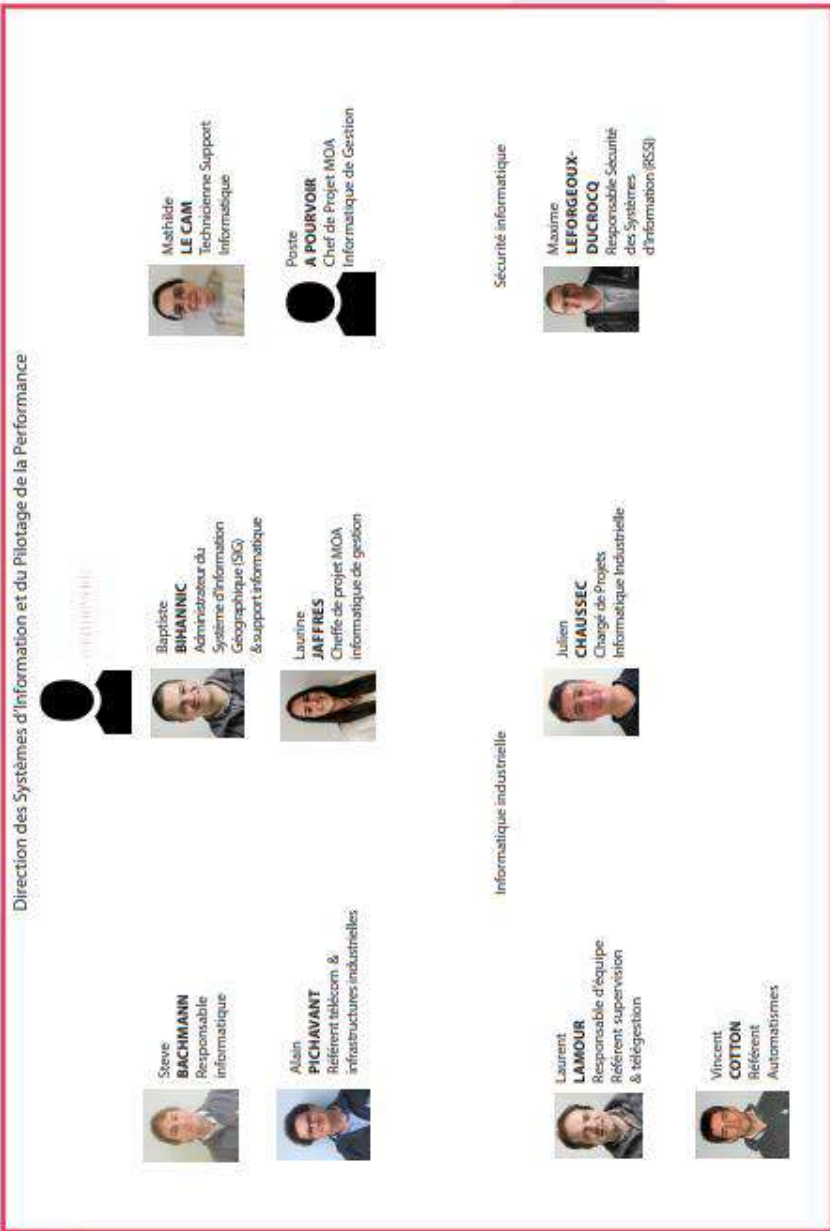 Direction des Systèmes d'Information et du Pilotage de la Performance
Steve
BACHMANN
Responsable
informatique
Baptiste
BIHANNIC
Administrateur du
Système d'Information
Géographique (SIG)
& support informatique
Mathilde
LE CAM
Technicienne Support
Informatique
Alain
PICHAVANT
Référent télécom &
infrastructures industrielles
Laurine
JAFFRES
Cheffe de projet MOA
informatique de gestion
Poste
A POURVOIR
Chef de Projet MOA
Informatique de Gestion
Informatique industrielle
Sécurité informatique
Laurent
LAMOUR
Responsable d'équipe
Référent supervision
& télégestion
Julien
CHAUSSEC
Chargé de Projets
Informatique Industrielle
Maxime
LEFORGEOUX-
DUCROCQ
Responsable Sécurité
des Systèmes
d'Information (RSSI)
Vincent
COTTON
Référent
Automatismes